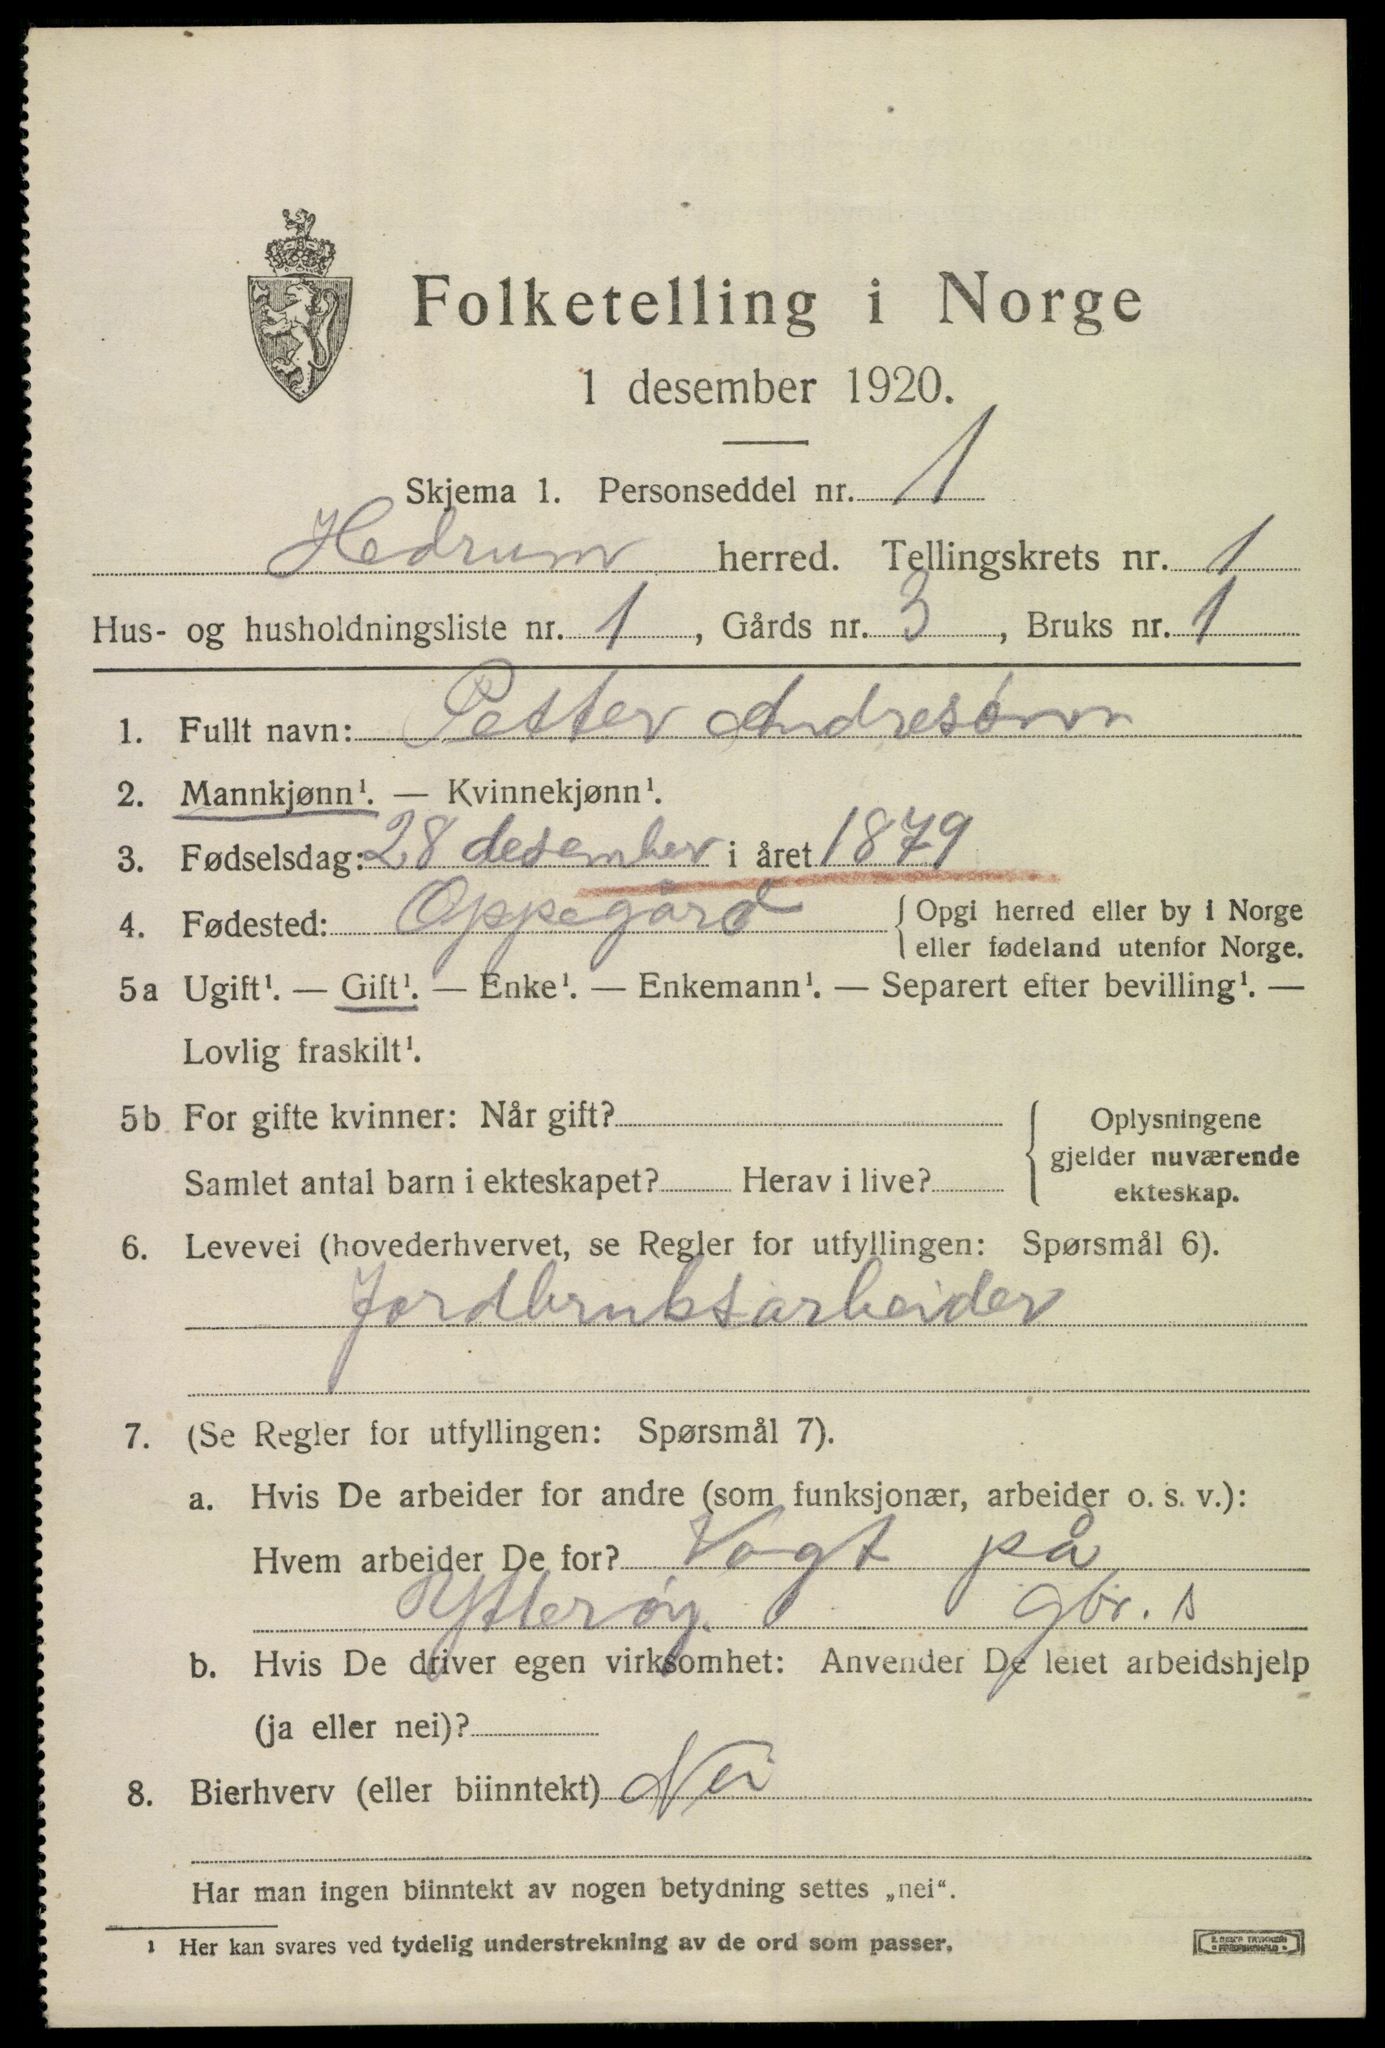 Folketelling i Norge
1 desember 1920.
Skjema 1. Personseddel nr. 1
Hedrum herred. Tellingskrets nr. 1
Hus- og husholdningsliste nr. 1, Gårds nr. 3, Bruks nr. 1
1. Fullt navn: Petter Andresønn
2. Mannkjønn¹. — Kvinnekjønn¹.
3. Fødselsdag: 28 desember i året 1879
4. Fødested: Oppegård { Opgi herred eller by i Norge
eller fødeland utenfor Norge.
5a Ugift¹. — Gift¹. — Enke¹. — Enkemann¹. — Separert efter bevilling¹. —
Lovlig fraskilt¹.
5b For gifte kvinner: Når gift?
Samlet antal barn i ekteskapet? Herav i live?
{ Oplysningene
gjelder nuværende
ekteskap.
6. Levevei (hovederhvervet, se Regler for utfyllingen: Spørsmål 6).
Jordbruksarbeider
7. (Se Regler for utfyllingen: Spørsmål 7).
a. Hvis De arbeider for andre (som funksjonær, arbeider o. s. v.):
Hvem arbeider De for? Vogt på
Ytterøy. gbr. s
b. Hvis De driver egen virksomhet: Anvender De leiet arbeidshjelp
(ja eller nei)?
8. Bierhverv (eller biinntekt) Nei
Har man ingen biinntekt av nogen betydning settes „nei“.
¹ Her kan svares ved tydelig understrekning av de ord som passer.